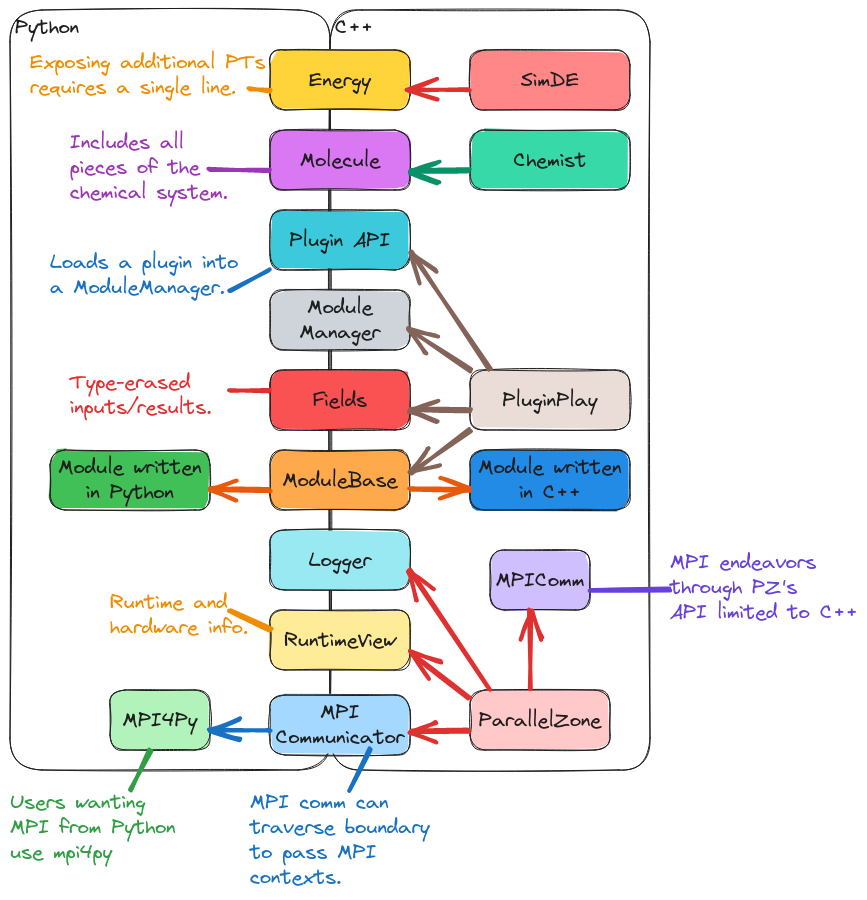 Python
C++
Exposing additional PTs
requires a single line.
Energy
SimDE
Includes all
pieces of the
chemical system.
Molecule
Chemist
Plugin API
Loads a plugin into
a ModuleManager.
Module
Manager
Type-erased
inputs/results.
Fields
PluginPlay
Module written
in Python
ModuleBase
Module written
in C++
Logger
MPIComm
MPI endeavors
through PZ's
API limited to C++
Runtime and
hardware info.
RuntimeView
MPI4Py
MPI
Communicator
ParallelZone
Users wanting
MPI from Python
use mpi4py
MPI comm can
traverse boundary
to pass MPI
contexts.